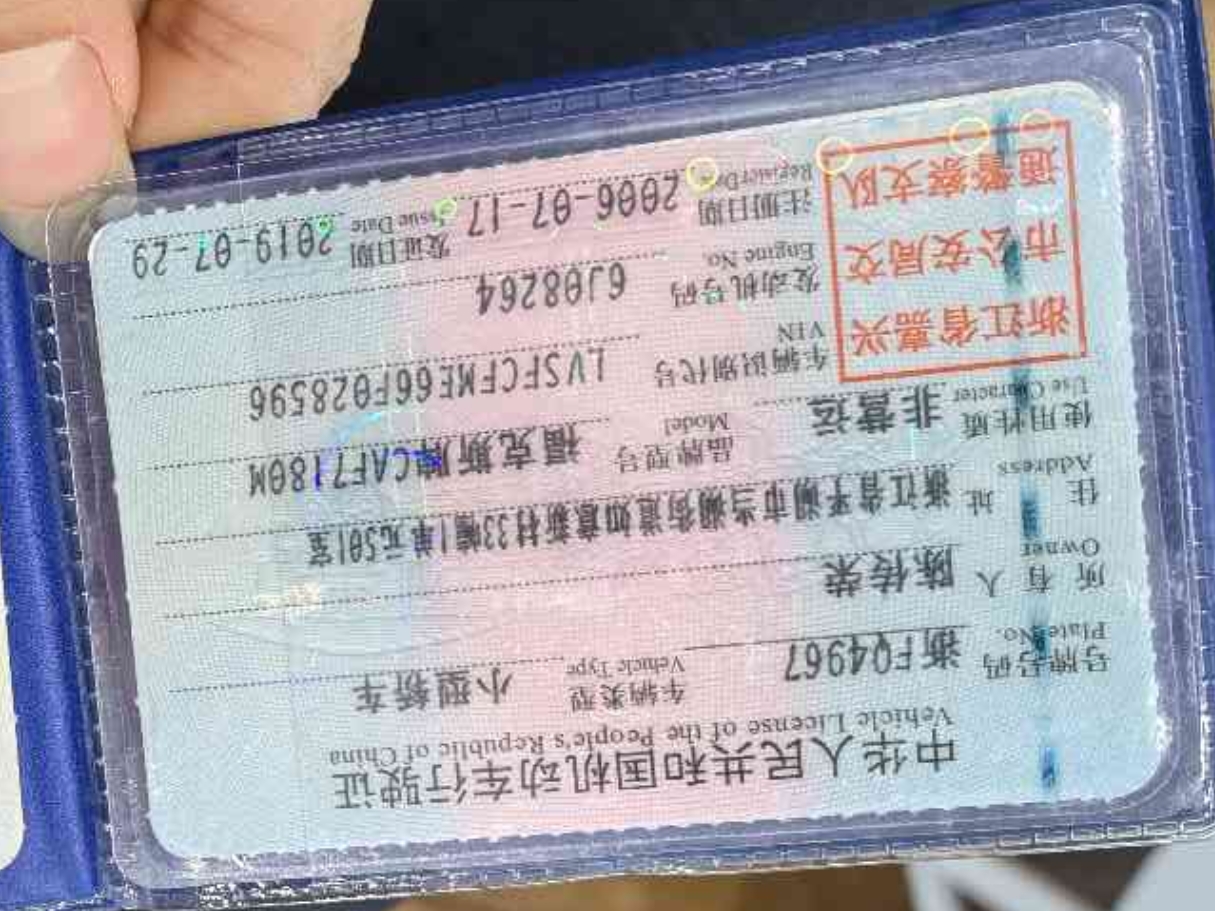 中华人民共和国机动车行驶证
Vehicle License of the People's Republic of China
号牌号码 浙FQ4967 车辆类型 小型轿车
Plate No. Vehicle Type
所有人 陈传荣
Owner
住址 浙江省平湖市当湖街道如意新村33幢1单元501室
Address
使用性质 非营运 品牌型号 福克斯牌CAF7180M
Use Character Model
浙江省嘉兴
市公安局交
通警察支队
车辆识别代号 LVSFCFME66F028596
VIN
发动机号码 6J08264
Engine No.
注册日期 2006-07-17 发证日期 2019-07-29
Register Date Issue Date